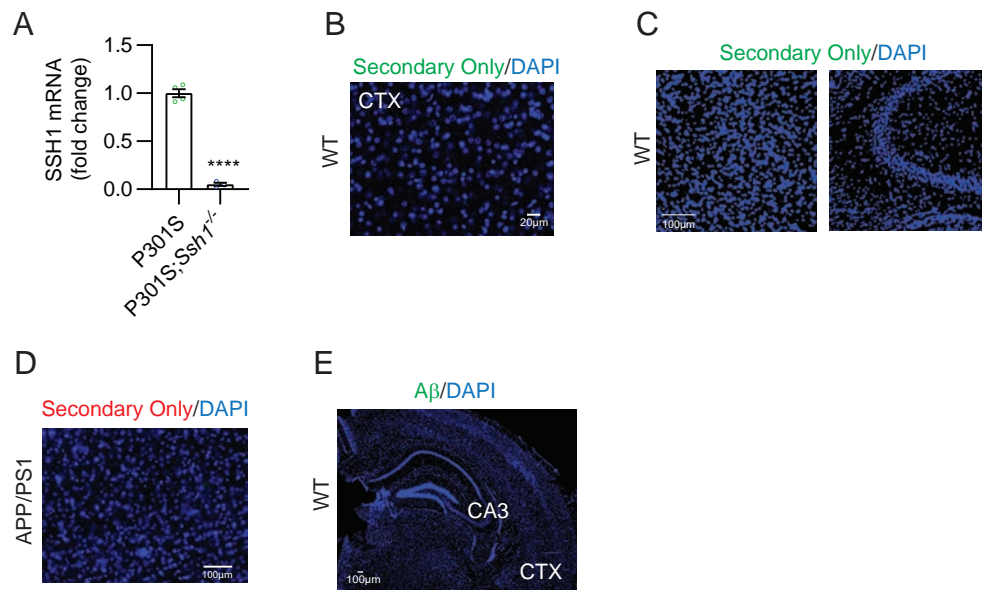 A
SSH1 mRNA
(fold change)
1.5
1.0
0.5
0.0
****
P301S
P301S;Ssh1-/-
B
Secondary Only/DAPI
WT
CTX
20μm
C
Secondary Only/DAPI
WT
100μm
D
Secondary Only/DAPI
APP/PS1
100μm
E
Aβ/DAPI
WT
CA3
100μm
CTX